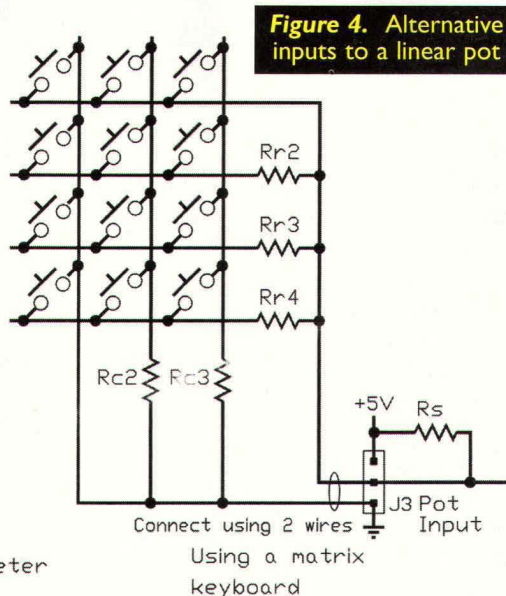 Figure 4. Alternative
inputs to a linear pot
Rr2
Rr3
Rr4
Rc2
Rc3
+5V
Rs
J3 Pot
Input
Connect using 2 wires
Using a matrix
keyboard
eter